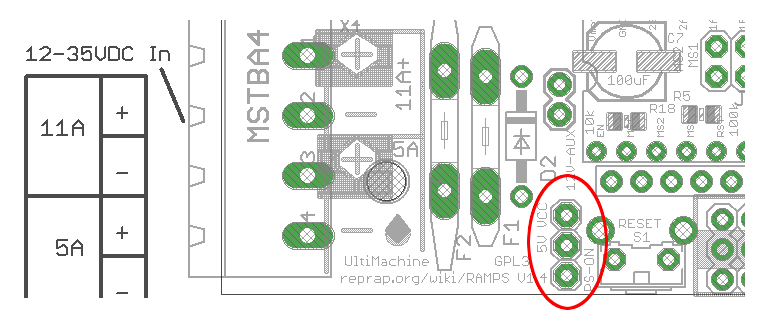 12-35VDC In
11A
+
-
5A
+
-
MSTBA4
X4
1
2
3
4
11A+
5A
F2
F1
D2
12V-AUX
100uF
MS1
R5
R18
10k
EN
MS2
100k
5V VCC
PS-ON
RESET
S1
UltiMachine
GPL3
reprap.org/wiki/RAMPS V1.4